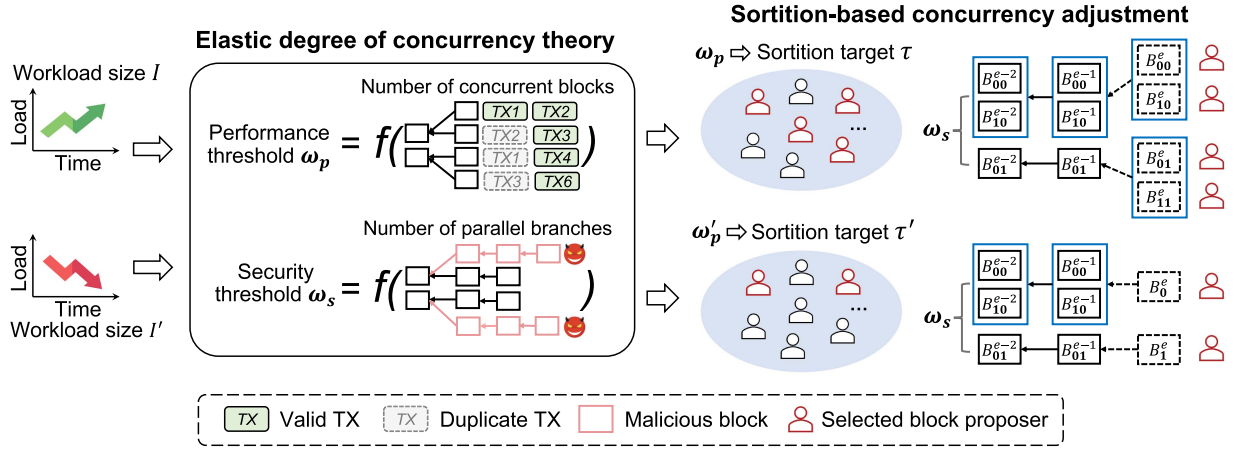 Sortition-based concurrency adjustment
Elastic degree of concurrency theory
Workload size I
Load
Time
Number of concurrent blocks
Performance threshold ωₚ = f( )
TX1 TX2
TX2 TX3
TX1 TX4
TX3 TX6
Number of parallel branches
Security threshold ωₛ = f( )
Load
Time
Workload size I′
ωₚ ⇨ Sortition target τ
...
ωₛ
B₀₀ᵉ⁻² B₀₀ᵉ⁻¹ B₀₀ᵉ
B₁₀ᵉ⁻² B₁₀ᵉ⁻¹ B₁₀ᵉ
B₀₁ᵉ⁻² B₀₁ᵉ⁻¹ B₀₁ᵉ
B₁₁ᵉ
ω′ₚ ⇨ Sortition target τ′
...
ωₛ
B₀₀ᵉ⁻² B₀₀ᵉ⁻¹ B₀ᵉ
B₁₀ᵉ⁻² B₁₀ᵉ⁻¹
B₀₁ᵉ⁻² B₀₁ᵉ⁻¹ B₁ᵉ
TX Valid TX TX Duplicate TX Malicious block Selected block proposer